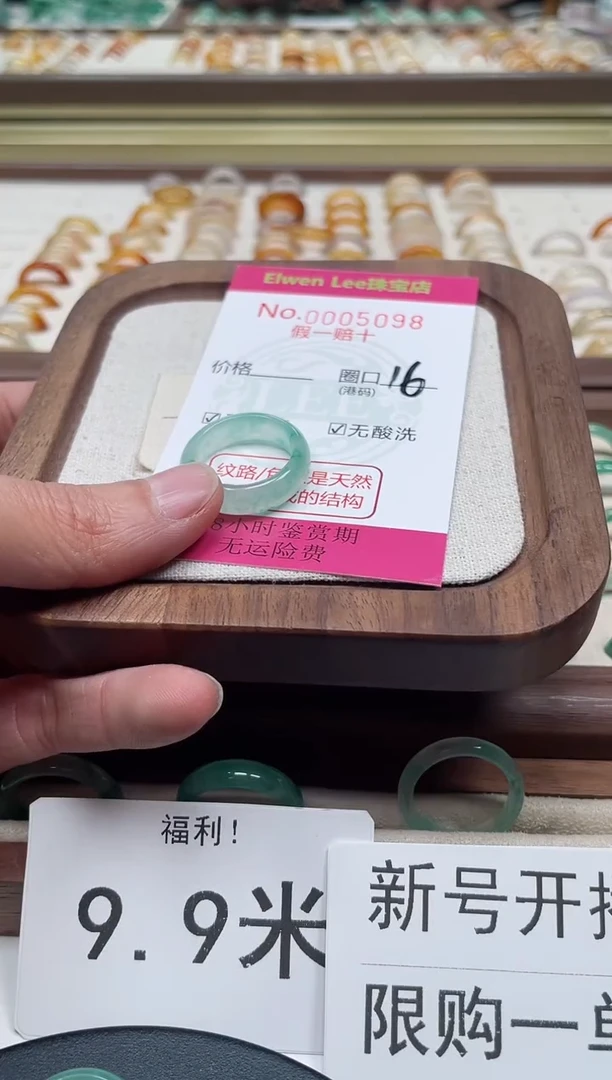 Elwen Lee珠宝店
No.0005098
假一赔十
价格 圈口 16
(港码)
☑ ☑无酸洗
纹路/ 是天然
的结构
8小时鉴赏期
无运险费
福利!
9.9米
新号开
限购一